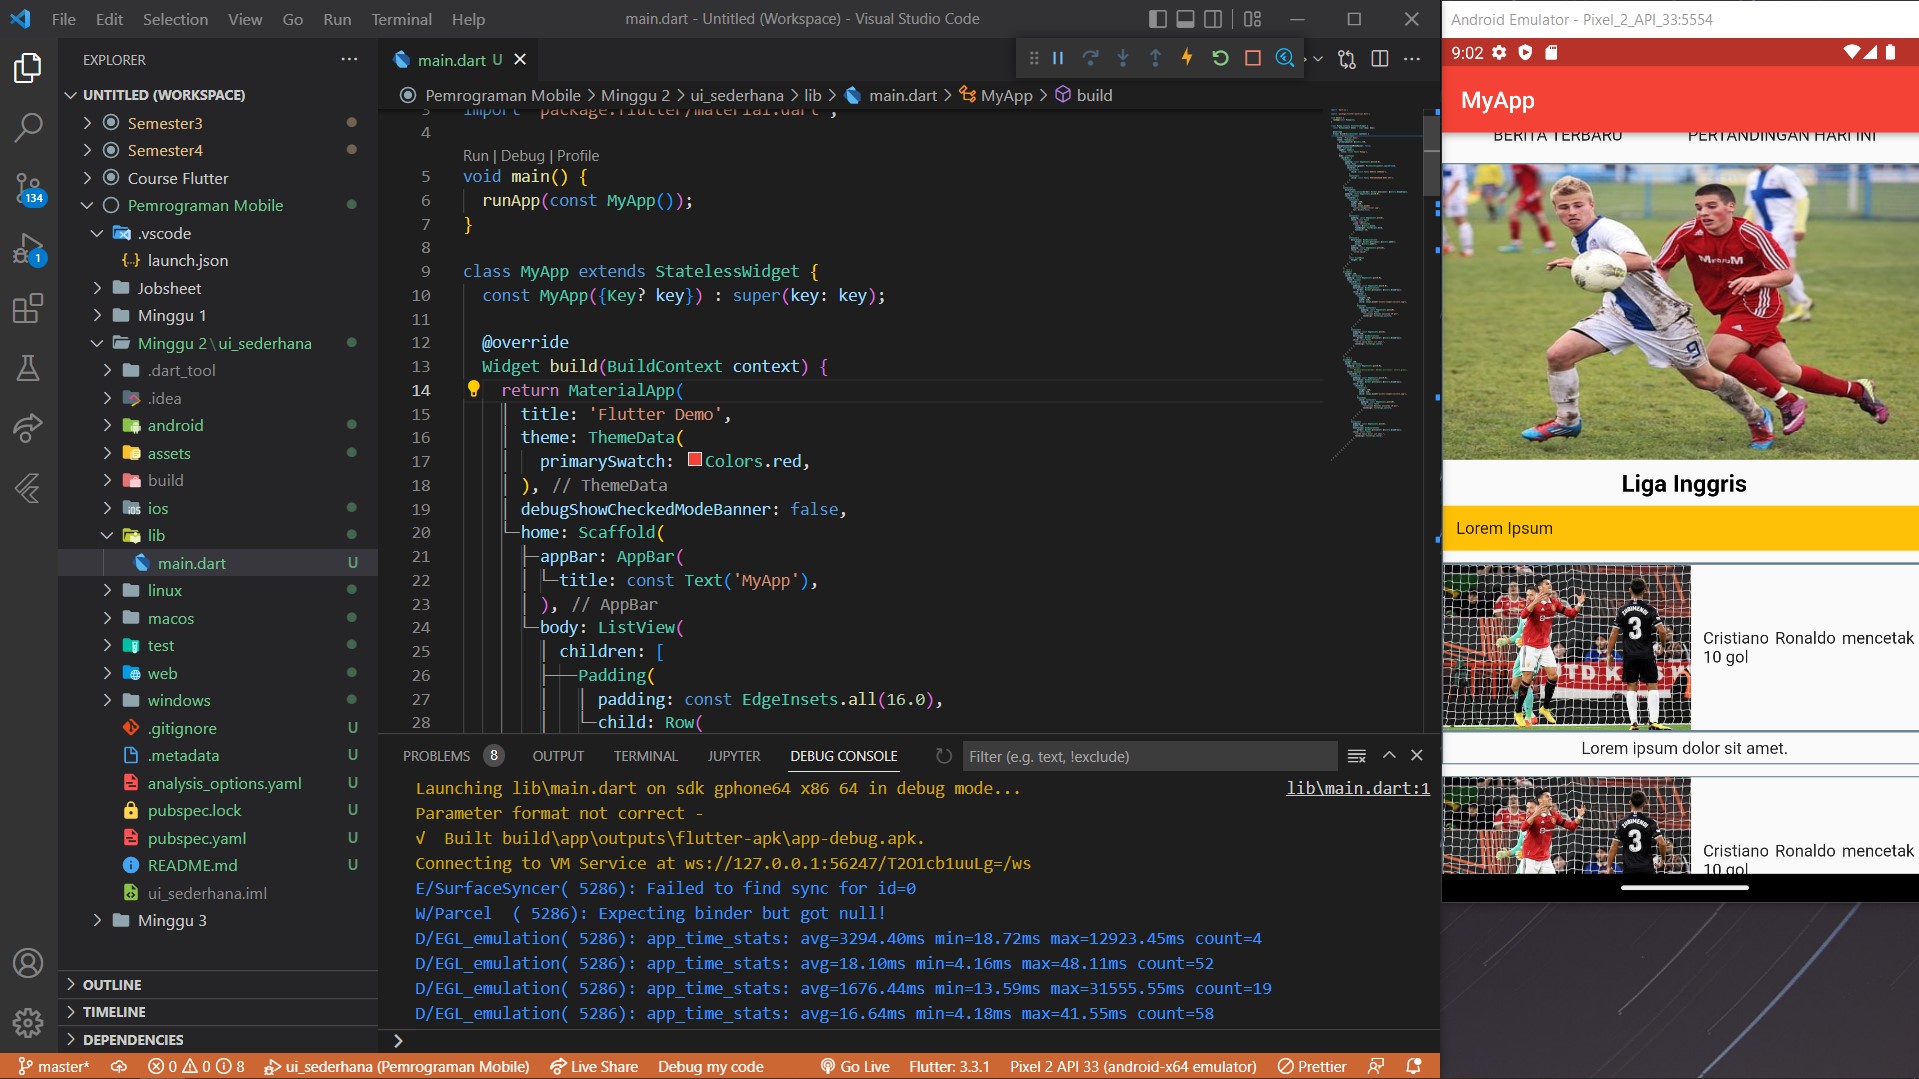 File Edit Selection View Go Run Terminal Help
main.dart - Untitled (Workspace) - Visual Studio Code
EXPLORER
UNTITLED (WORKSPACE)
Semester3
Semester4
Course Flutter
Pemrograman Mobile
.vscode
{..} launch.json
Jobsheet
Minggu 1
Minggu 2 \ ui_sederhana
.dart_tool
.idea
android
assets
build
ios
lib
main.dart U
linux
macos
test
web
windows
.gitignore U
.metadata U
analysis_options.yaml U
pubspec.lock U
pubspec.yaml U
README.md U
ui_sederhana.iml
Minggu 3
OUTLINE
TIMELINE
DEPENDENCIES
134
1
main.dart U
Pemrograman Mobile > Minggu 2 > ui_sederhana > lib > main.dart > MyApp > build
3 import 'package:flutter/material.dart';
4
Run | Debug | Profile
5 void main() {
6 runApp(const MyApp());
7 }
8
9 class MyApp extends StatelessWidget {
10 const MyApp({Key? key}) : super(key: key);
11
12 @override
13 Widget build(BuildContext context) {
14 return MaterialApp(
15 title: 'Flutter Demo',
16 theme: ThemeData(
17 primarySwatch: Colors.red,
18 ), // ThemeData
19 debugShowCheckedModeBanner: false,
20 home: Scaffold(
21 appBar: AppBar(
22 title: const Text('MyApp'),
23 ), // AppBar
24 body: ListView(
25 children: [
26 Padding(
27 padding: const EdgeInsets.all(16.0),
28 child: Row(
PROBLEMS 8 OUTPUT TERMINAL JUPYTER DEBUG CONSOLE Filter (e.g. text, !exclude)
Launching lib\main.dart on sdk gphone64 x86 64 in debug mode... lib\main.dart:1
Parameter format not correct -
√ Built build\app\outputs\flutter-apk\app-debug.apk.
Connecting to VM Service at ws://127.0.0.1:56247/T2O1cb1uuLg=/ws
E/SurfaceSyncer( 5286): Failed to find sync for id=0
W/Parcel ( 5286): Expecting binder but got null!
D/EGL_emulation( 5286): app_time_stats: avg=3294.40ms min=18.72ms max=12923.45ms count=4
D/EGL_emulation( 5286): app_time_stats: avg=18.10ms min=4.16ms max=48.11ms count=52
D/EGL_emulation( 5286): app_time_stats: avg=1676.44ms min=13.59ms max=31555.55ms count=19
D/EGL_emulation( 5286): app_time_stats: avg=16.64ms min=4.18ms max=41.55ms count=58
master* 0 0 8 ui_sederhana (Pemrograman Mobile) Live Share Debug my code Go Live Flutter: 3.3.1 Pixel 2 API 33 (android-x64 emulator) Prettier
Android Emulator - Pixel_2_API_33:5554
9:02
MyApp
BERITA TERBARU PERTANDINGAN HARI INI
9
Liga Inggris
Lorem Ipsum
ZUBIMENDI
3
Cristiano Ronaldo mencetak
10 gol
Lorem ipsum dolor sit amet.
3
Cristiano Ronaldo mencetak
10 gol